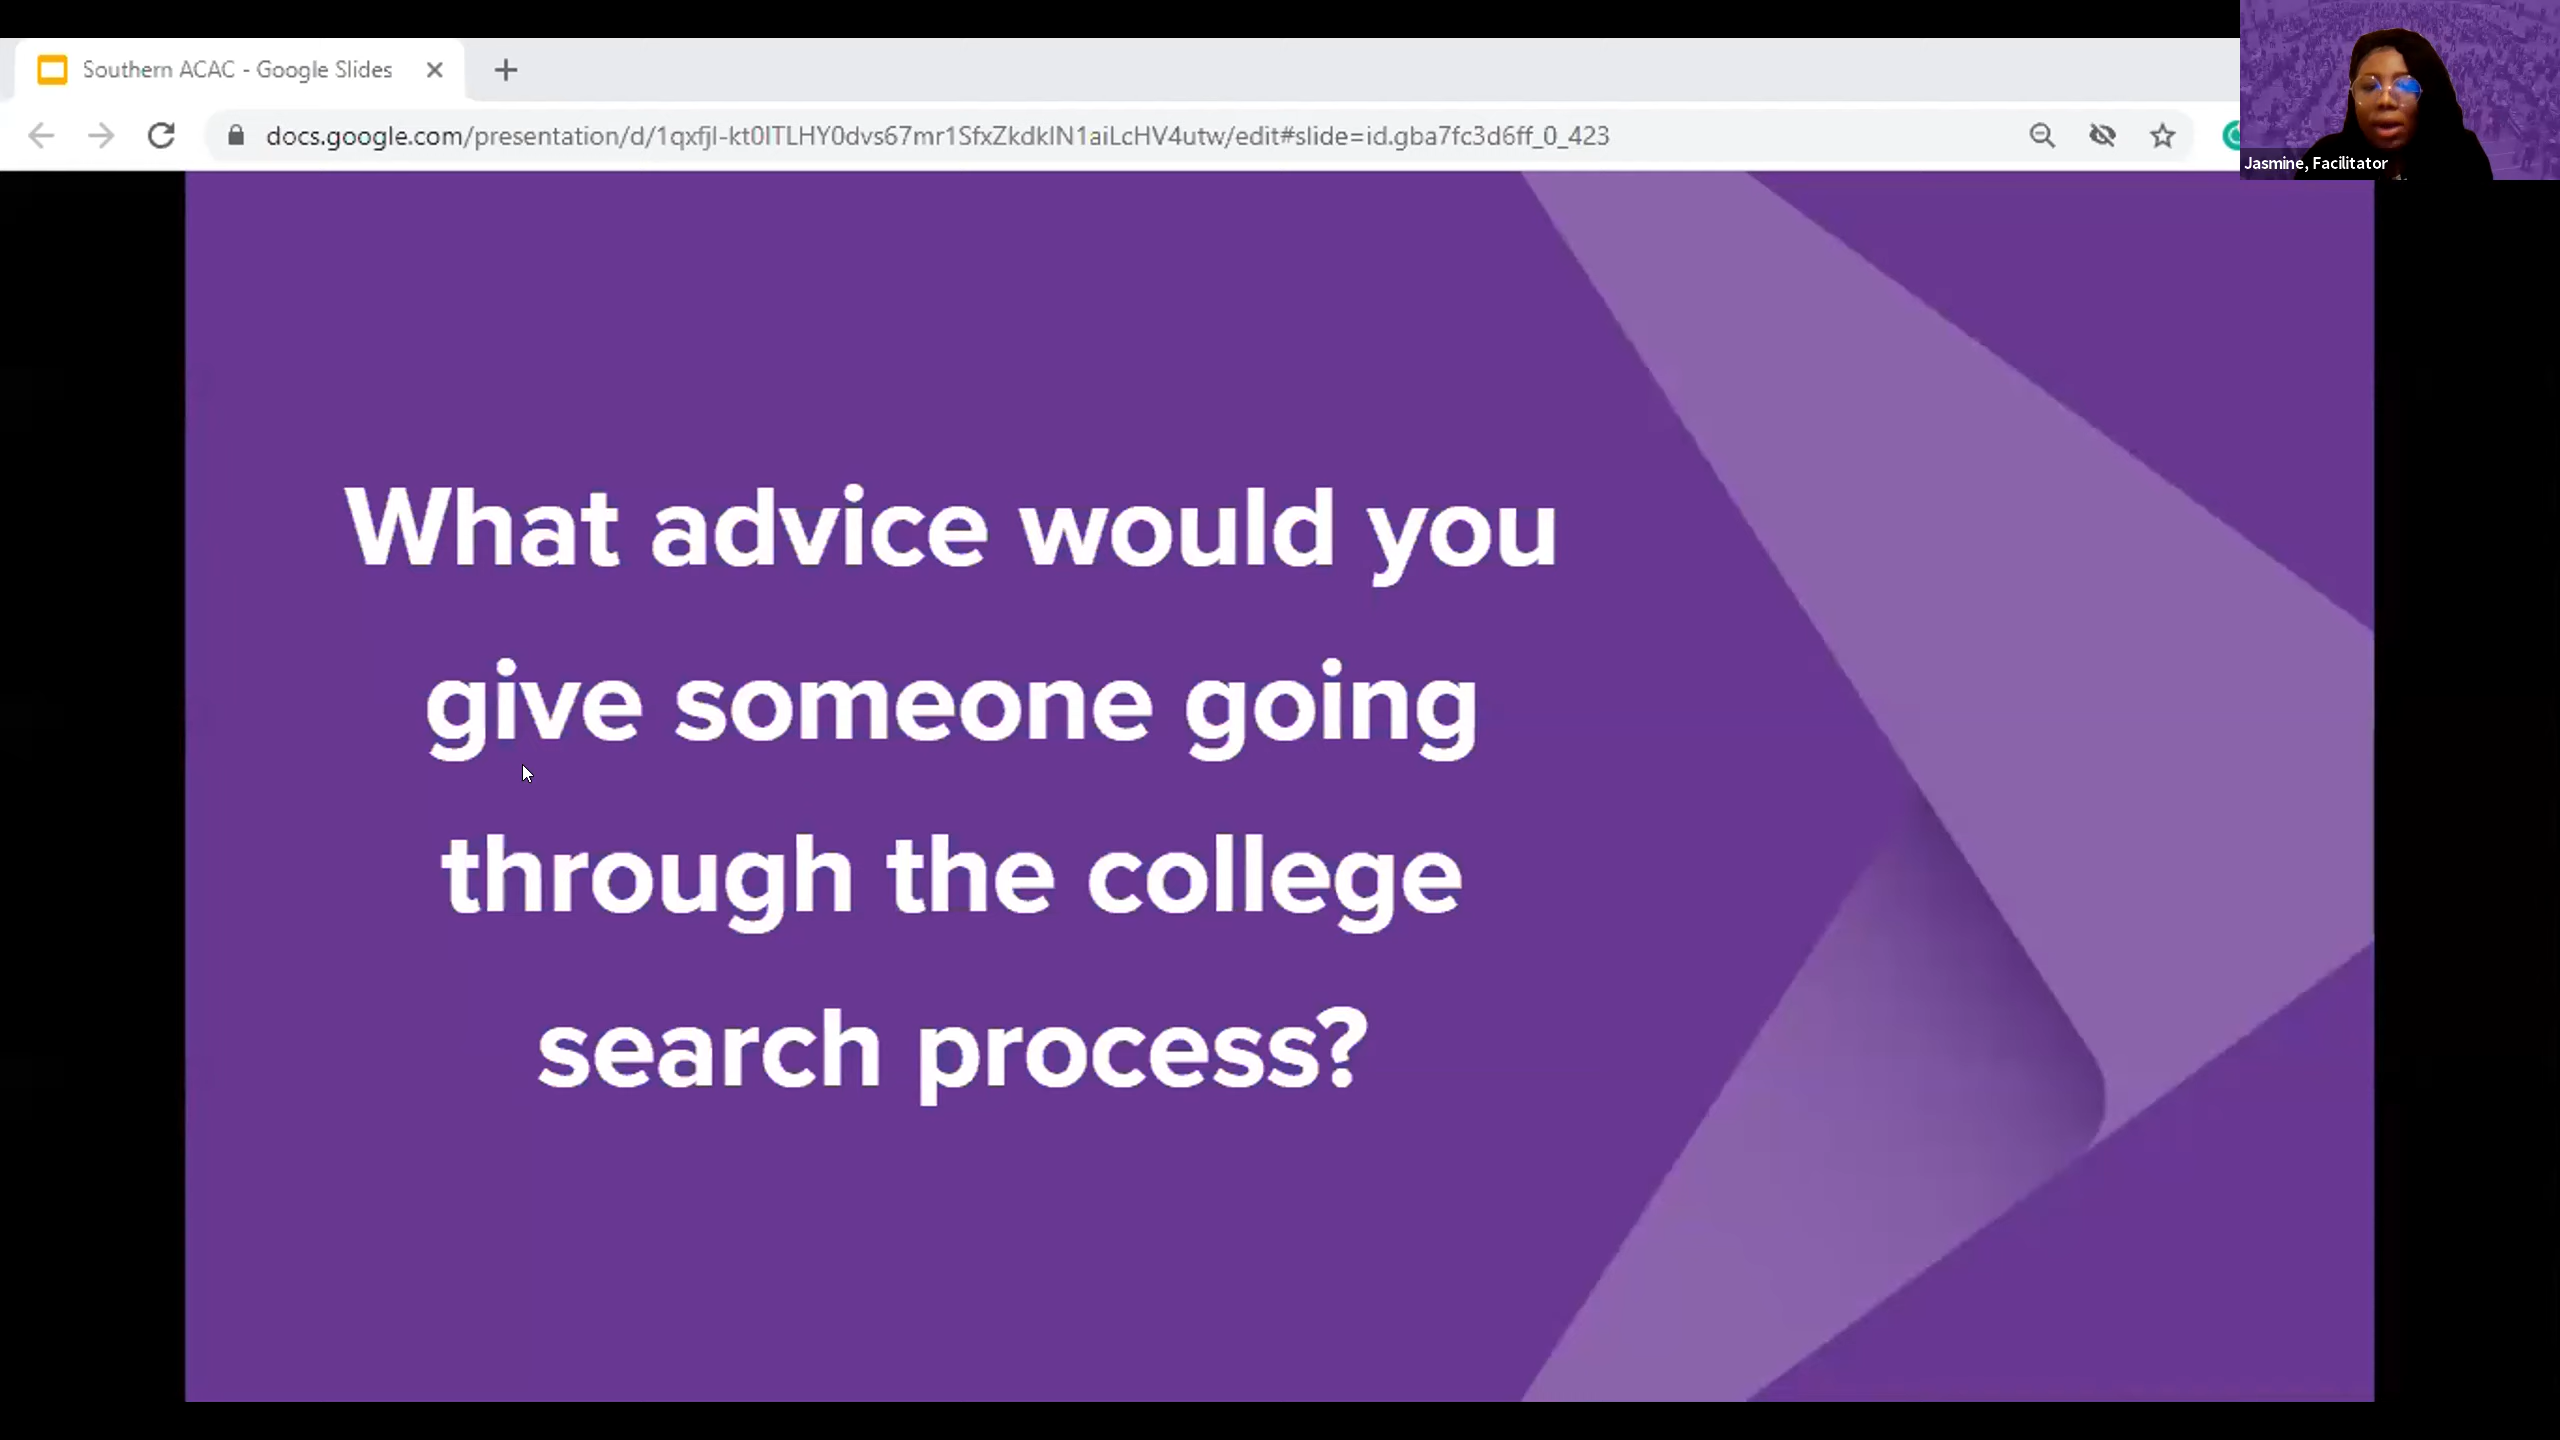 Southern ACAC - Google Slides
docs.google.com/presentation/d/1qxfjI-kt0ITLHY0dvs67mr1SfxZkdkIN1aiLcHV4utw/edit#slide=id.gba7fc3d6ff_0_423
Jasmine, Facilitator
What advice would you
give someone going
through the college
search process?